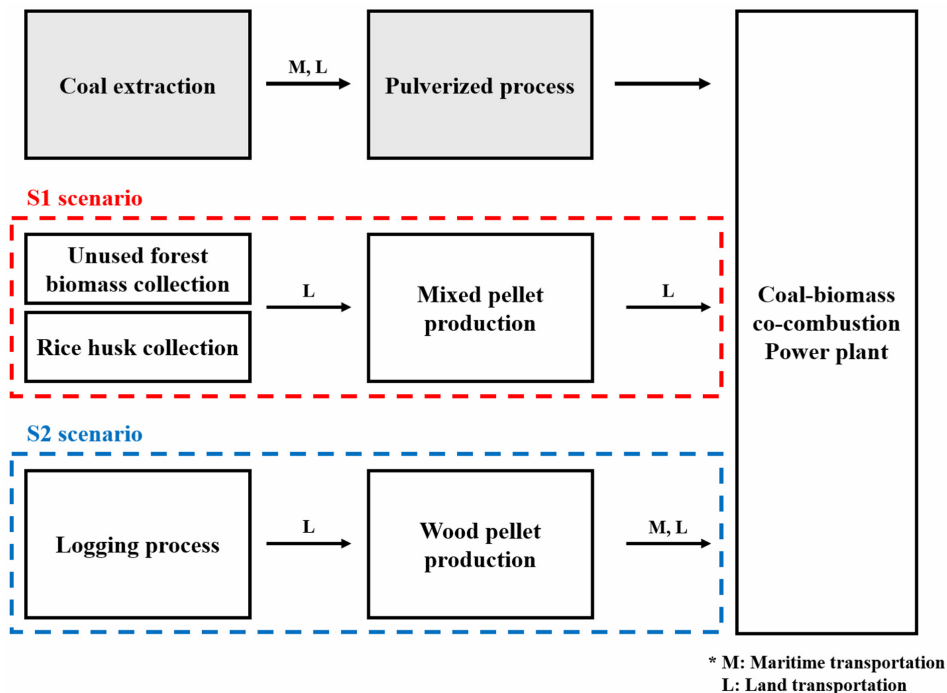 Coal extraction
M, L
Pulverized process
S1 scenario
Unused forest
biomass collection
Rice husk collection
L
Mixed pellet
production
L
Coal-biomass
co-combustion
Power plant
S2 scenario
Logging process
L
Wood pellet
production
M, L
* M: Maritime transportation
L: Land transportation